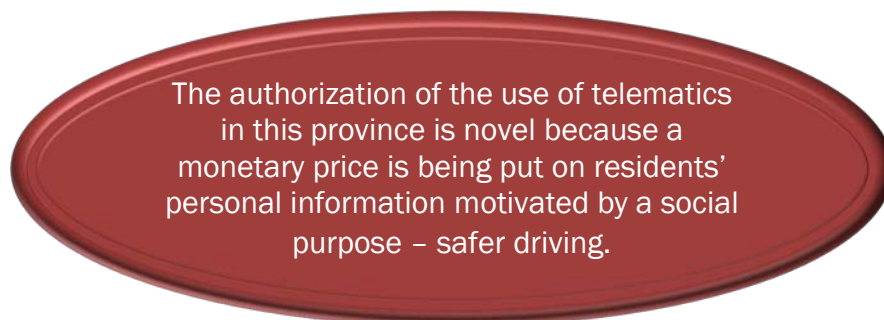 The authorization of the use of telematics
in this province is novel because a
monetary price is being put on residents’
personal information motivated by a social
purpose – safer driving.